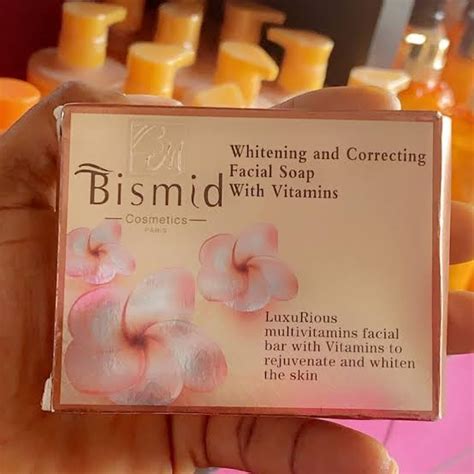 BM
Bismid
Cosmetics
PARIS
Whitening and Correcting
Facial Soap
With Vitamins
LuxuRious
multivitamins facial
bar with Vitamins to
rejuvenate and whiten
the skin